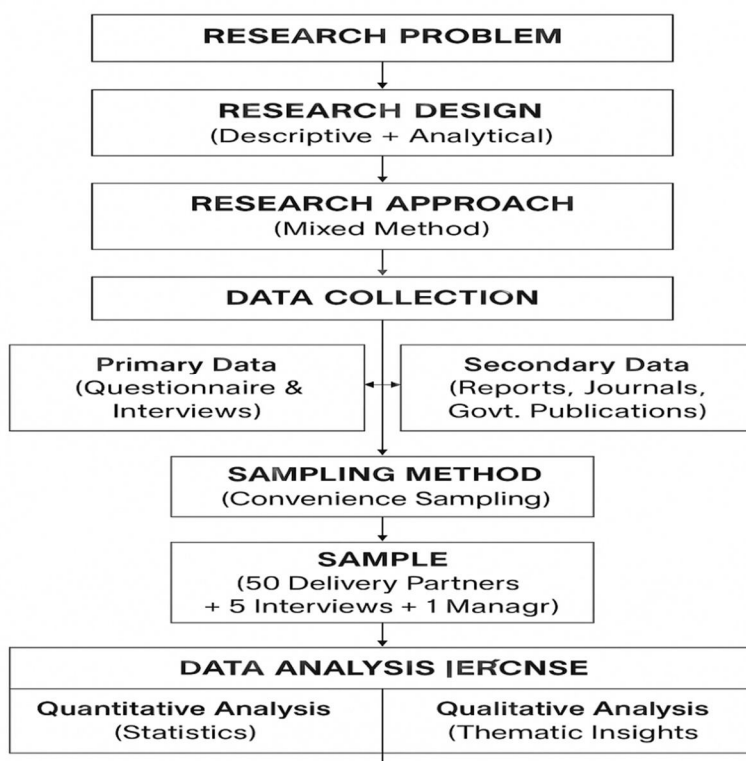 RESEARCH PROBLEM
RESEARCH DESIGN
(Descriptive + Analytical)
RESEARCH APPROACH
(Mixed Method)
DATA COLLECTION
Primary Data
(Questionnaire &
Interviews)
Secondary Data
(Reports, Journals,
Govt. Publications)
SAMPLING METHOD
(Convenience Sampling)
SAMPLE
(50 Delivery Partners
+ 5 Interviews + 1 Managr)
DATA ANALYSIS
Quantitative Analysis
(Statistics)
Qualitative Analysis
(Thematic Insights